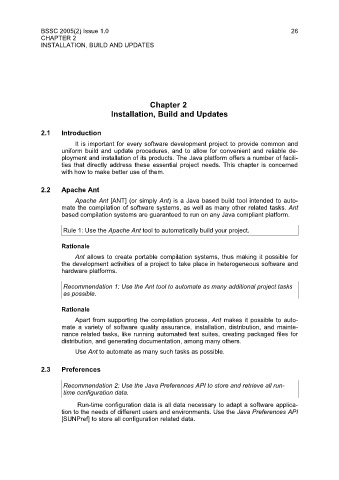 BSSC 2005(2) Issue 1.0 26
CHAPTER 2
INSTALLATION, BUILD AND UPDATES
Chapter 2
Installation, Build and Updates
2.1 Introduction
It is important for every software development project to provide common and
uniform build and update procedures, and to allow for convenient and reliable de-
ployment and installation of its products. The Java platform offers a number of facili-
ties that directly address these essential project needs. This chapter is concerned
with how to make better use of them.
2.2 Apache Ant
Apache Ant [ANT] (or simply Ant) is a Java based build tool intended to auto-
mate the compilation of software systems, as well as many other related tasks. Ant
based compilation systems are guaranteed to run on any Java compliant platform.
Rule 1: Use the Apache Ant tool to automatically build your project.
Rationale
Ant allows to create portable compilation systems, thus making it possible for
the development activities of a project to take place in heterogeneous software and
hardware platforms.
Recommendation 1: Use the Ant tool to automate as many additional project tasks
as possible.
Rationale
Apart from supporting the compilation process, Ant makes it possible to auto-
mate a variety of software quality assurance, installation, distribution, and mainte-
nance related tasks, like running automated test suites, creating packaged files for
distribution, and generating documentation, among many others.
Use Ant to automate as many such tasks as possible.
2.3 Preferences
Recommendation 2: Use the Java Preferences API to store and retrieve all run-
time configuration data.
Run-time configuration data is all data necessary to adapt a software applica-
tion to the needs of different users and environments. Use the Java Preferences API
[SUNPref] to store all configuration related data.